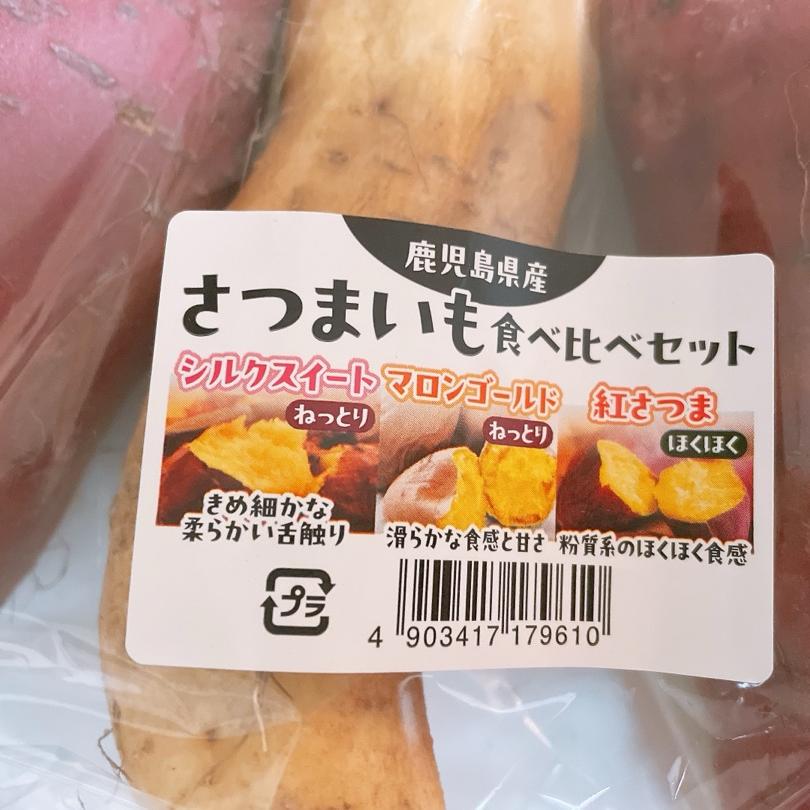 鹿児島県産
さつまいも食べ比べセット
シルクスイート
ねっとり
きめ細かな
柔らかい舌触り
マロンゴールド
ねっとり
滑らかな食感と甘さ
紅さつま
ほくほく
粉質系のほくほく食感
プラ
4 903417 179610